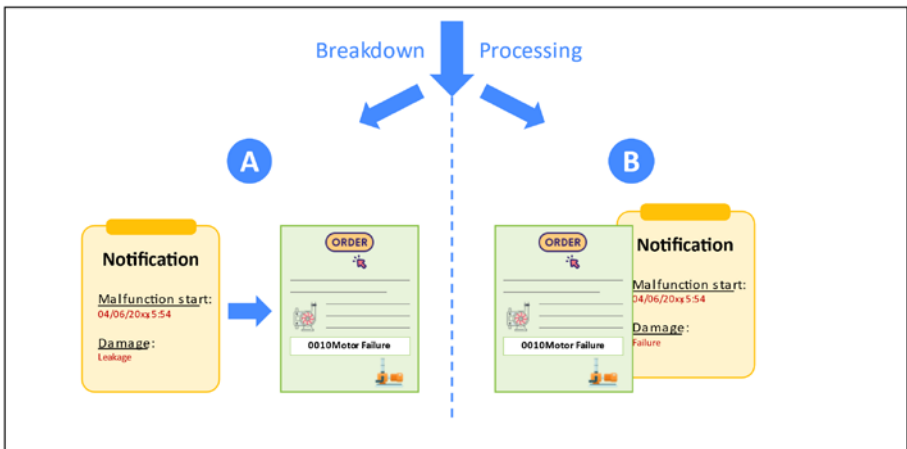 Breakdown Processing
A
B
Notification
Malfunction start:
04/06/20xx 5:54
Damage:
Leakage
ORDER
0010Motor Failure
ORDER
0010Motor Failure
Notification
Malfunction start:
04/06/20xx 5:54
Damage:
Failure